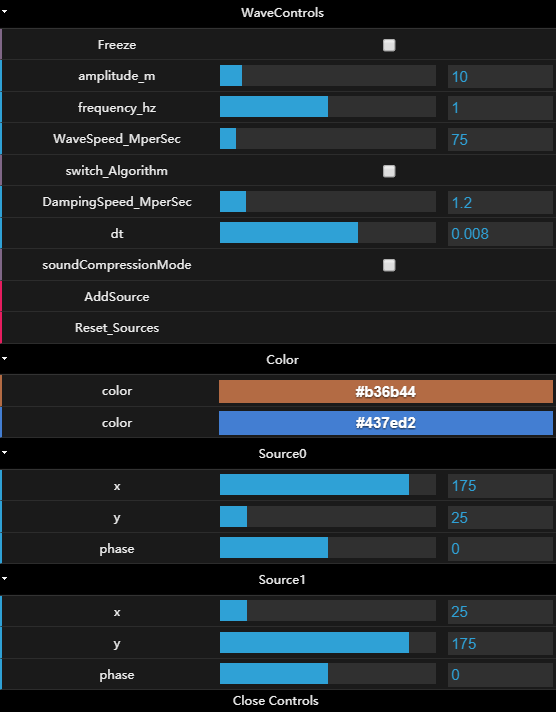 WaveControls
Freeze
amplitude_m 10
frequency_hz 1
WaveSpeed_MperSec 75
switch_Algorithm
DampingSpeed_MperSec 1.2
dt 0.008
soundCompressionMode
AddSource
Reset_Sources
Color
color #b36b44
color #437ed2
Source0
x 175
y 25
phase 0
Source1
x 25
y 175
phase 0
Close Controls